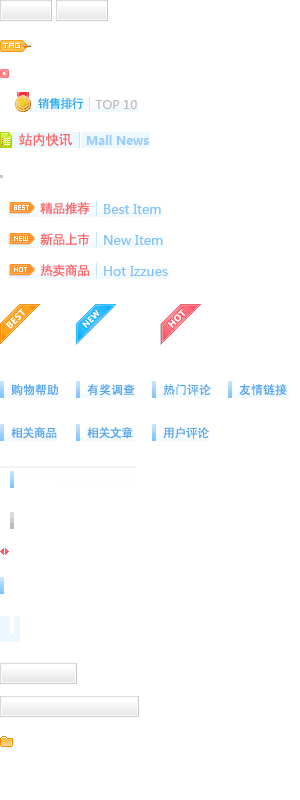 TAG
销售排行 TOP 10
站内快讯 Mall News
BEST 精品推荐 Best Item
NEW 新品上市 New Item
HOT 热卖商品 Hot Izzues
BEST NEW HOT
购物帮助 有奖调查 热门评论 友情链接
相关商品 相关文章 用户评论